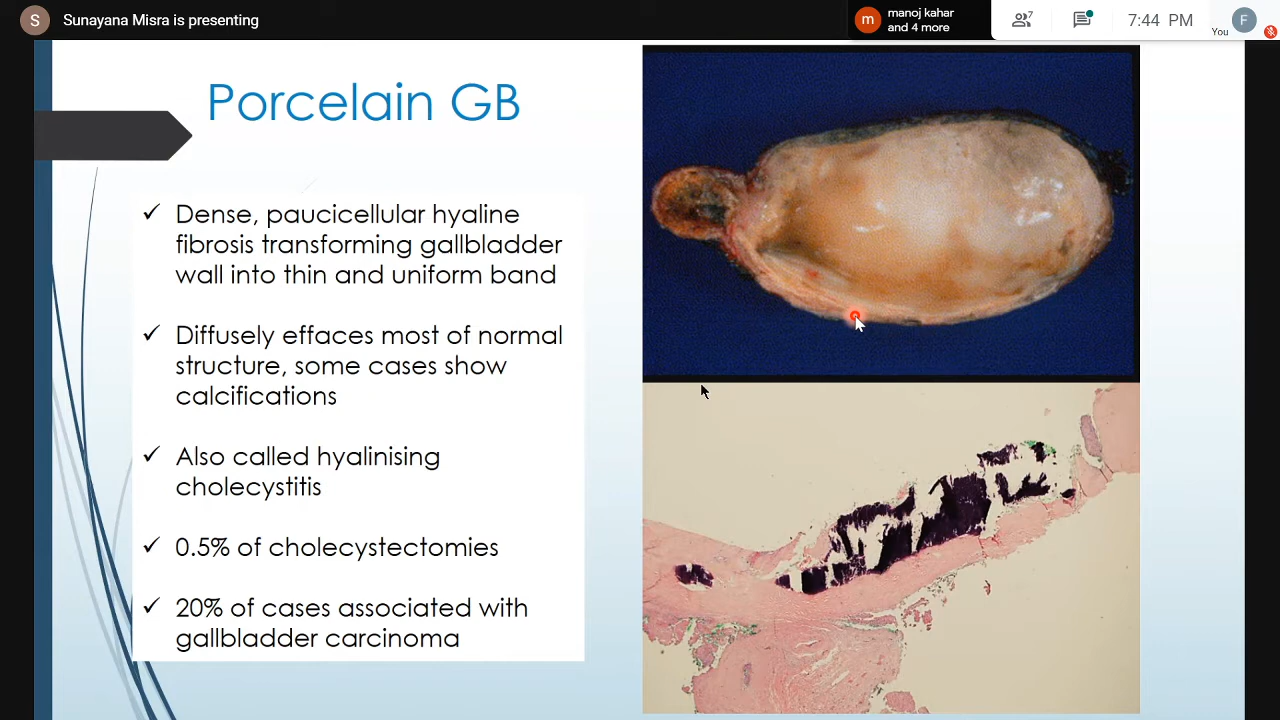 S
Sunayana Misra is presenting
m
manoj kahar
and 4 more
7
7:44 PM
You
F
Porcelain GB
✓ Dense, paucicellular hyaline
fibrosis transforming gallbladder
wall into thin and uniform band
✓ Diffusely effaces most of normal
structure, some cases show
calcifications
✓ Also called hyalinising
cholecystitis
✓ 0.5% of cholecystectomies
✓ 20% of cases associated with
gallbladder carcinoma